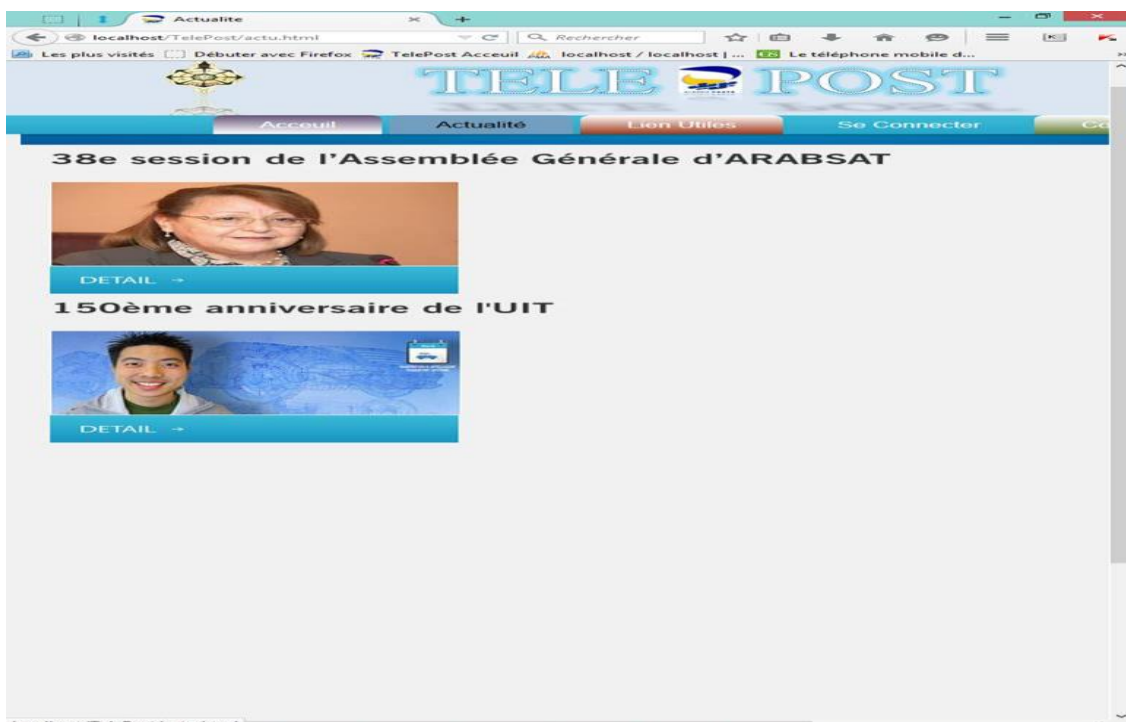 Actualite
localhost/TelePost/actu.html
Rechercher
Les plus visités Débuter avec Firefox TelePost Acceuil localhost / localhost | ... Le téléphone mobile d...
TELE POST
Acceuil Actualité Lien Utiles Se Connecter Co
38e session de l'Assemblée Générale d'ARABSAT
DETAIL →
150ème anniversaire de l'UIT
DETAIL →